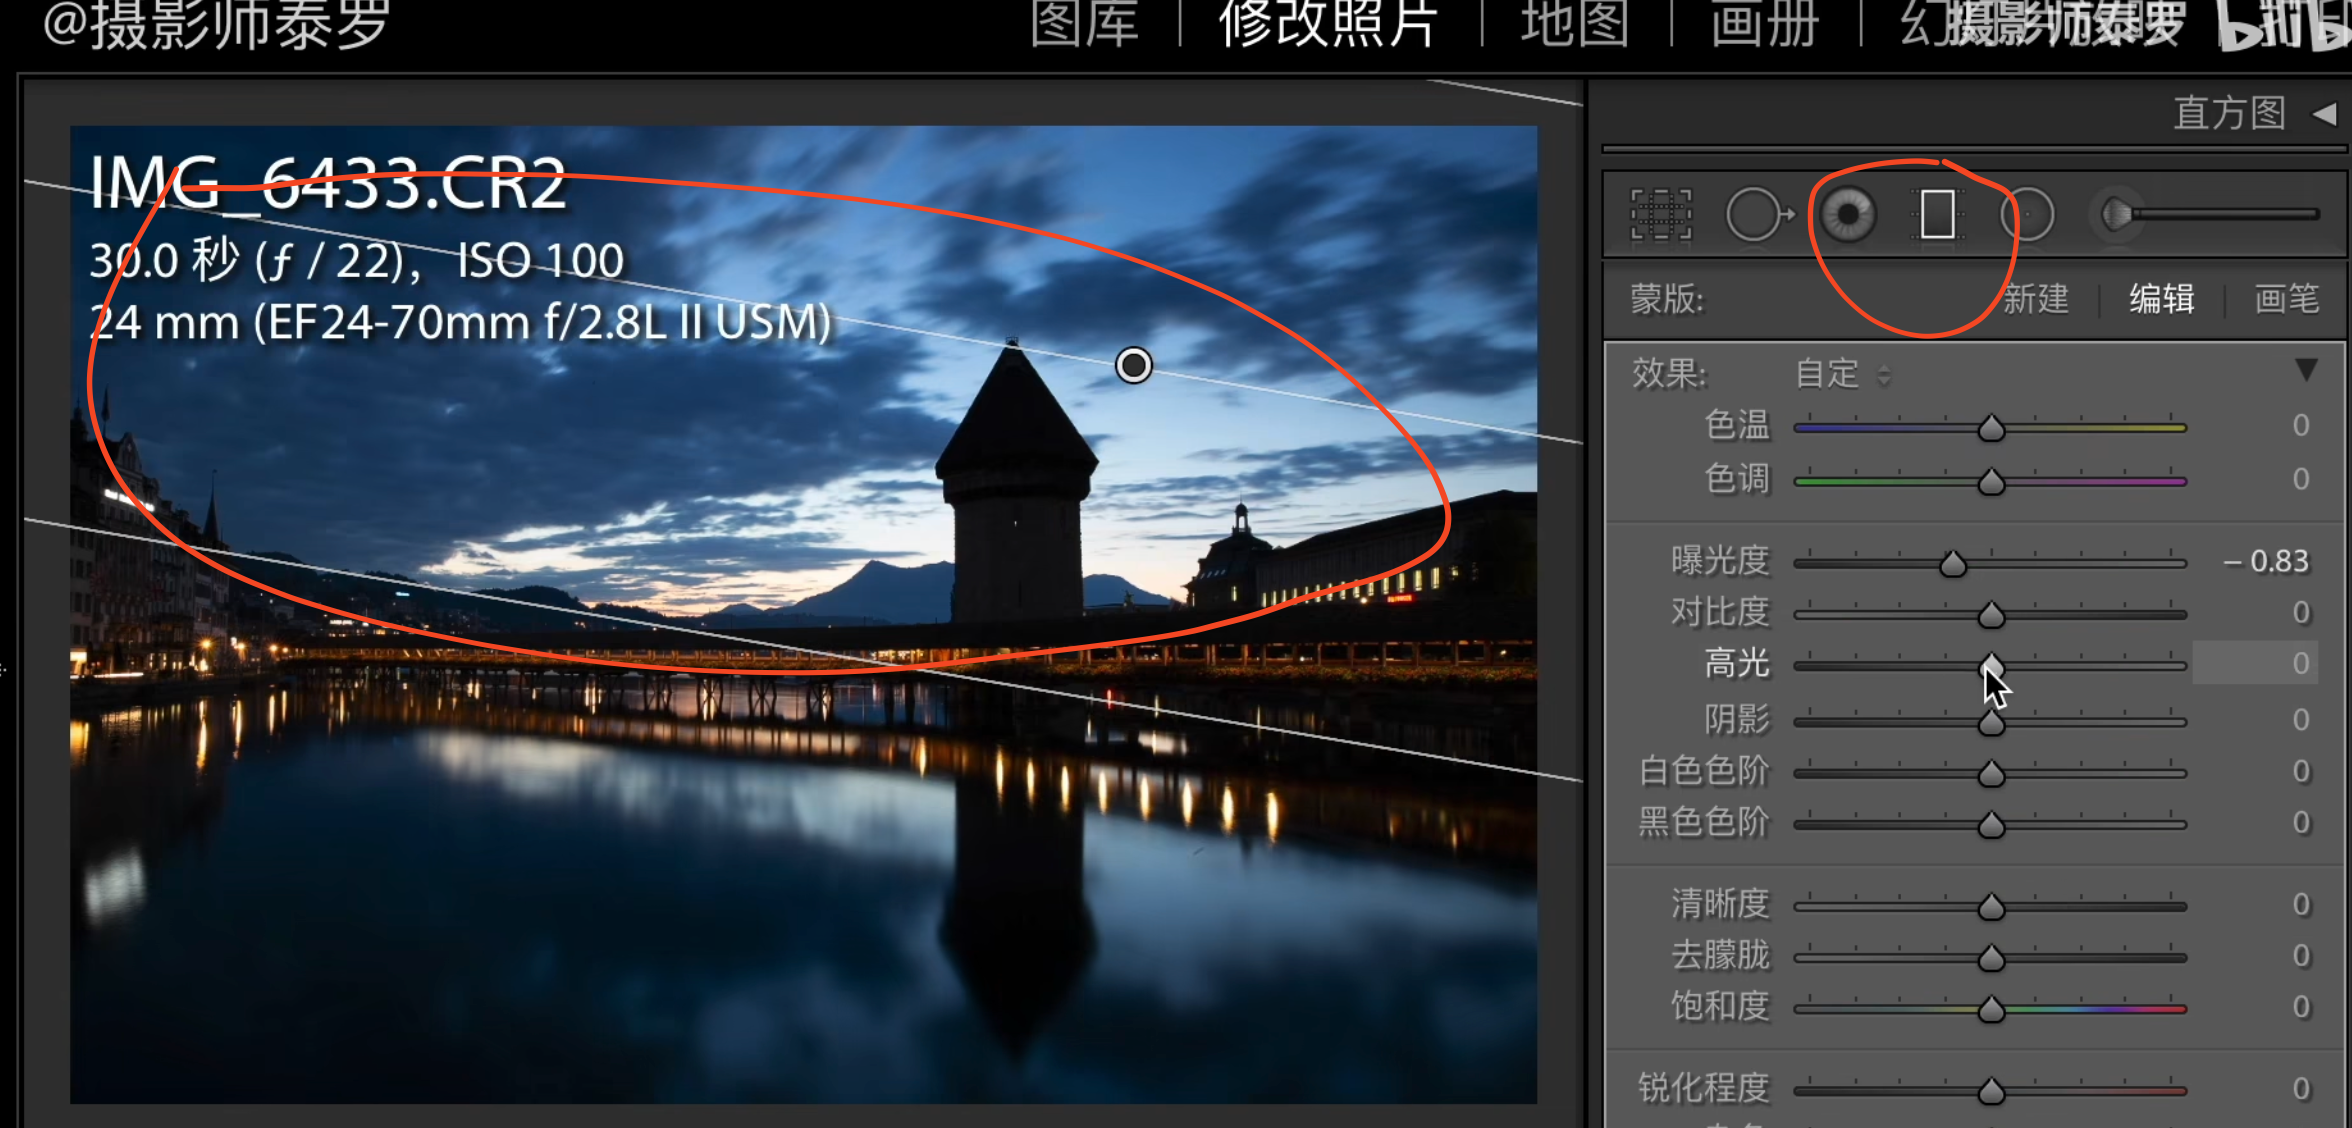 @摄影师泰罗
图库 | 修改照片 | 地图 | 画册 |
摄影师泰罗
直方图
IMG_6433.CR2
30.0 秒 (ƒ / 22)， ISO 100
24 mm (EF24-70mm f/2.8L II USM)
蒙版: 新建 | 编辑 | 画笔
效果: 自定
色温 0
色调 0
曝光度 – 0.83
对比度 0
高光 0
阴影 0
白色色阶 0
黑色色阶 0
清晰度 0
去朦胧 0
饱和度 0
锐化程度 0